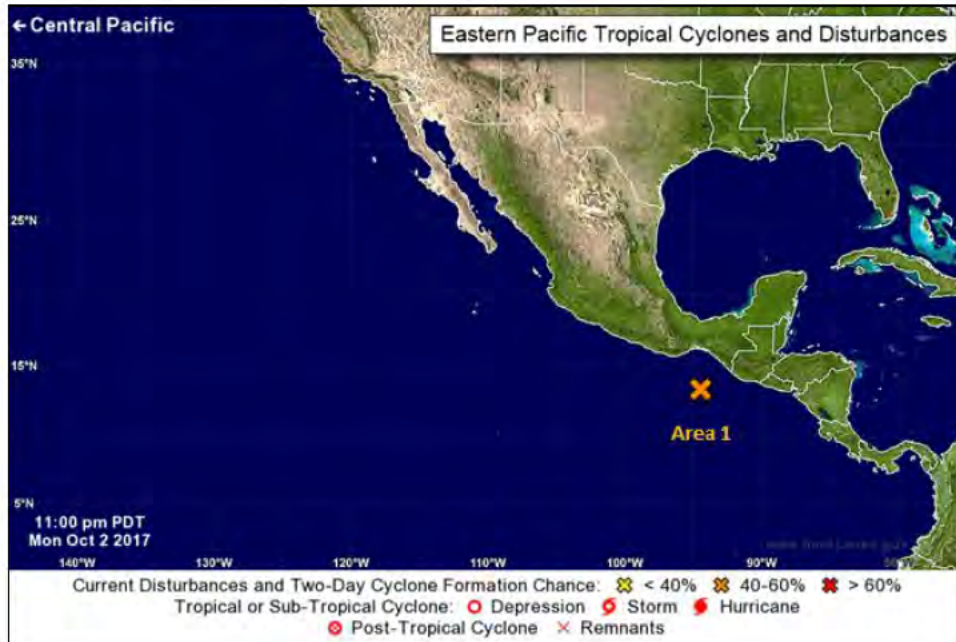 ← Central Pacific
Eastern Pacific Tropical Cyclones and Disturbances
35°N
25°N
15°N
Area 1
5°N
11:00 pm PDT
Mon Oct 2 2017
140°W 130°W 120°W 110°W 100°W 90°W 80°W
Current Disturbances and Two-Day Cyclone Formation Chance: < 40% 40-60% > 60%
Tropical or Sub-Tropical Cyclone: Depression Storm Hurricane
Post-Tropical Cyclone Remnants